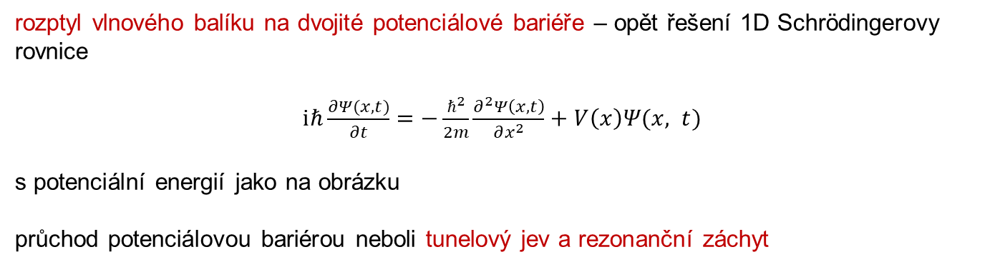 rozptyl vlnového balíku na dvojité potenciálové bariéře – opět řešení 1D Schrödingerovy
rovnice
iℏ ∂Ψ(x,t)/∂t = − ℏ²/2m ∂²Ψ(x,t)/∂x² + V(x)Ψ(x, t)
s potenciální energií jako na obrázku
průchod potenciálovou bariérou neboli tunelový jev a rezonanční záchyt